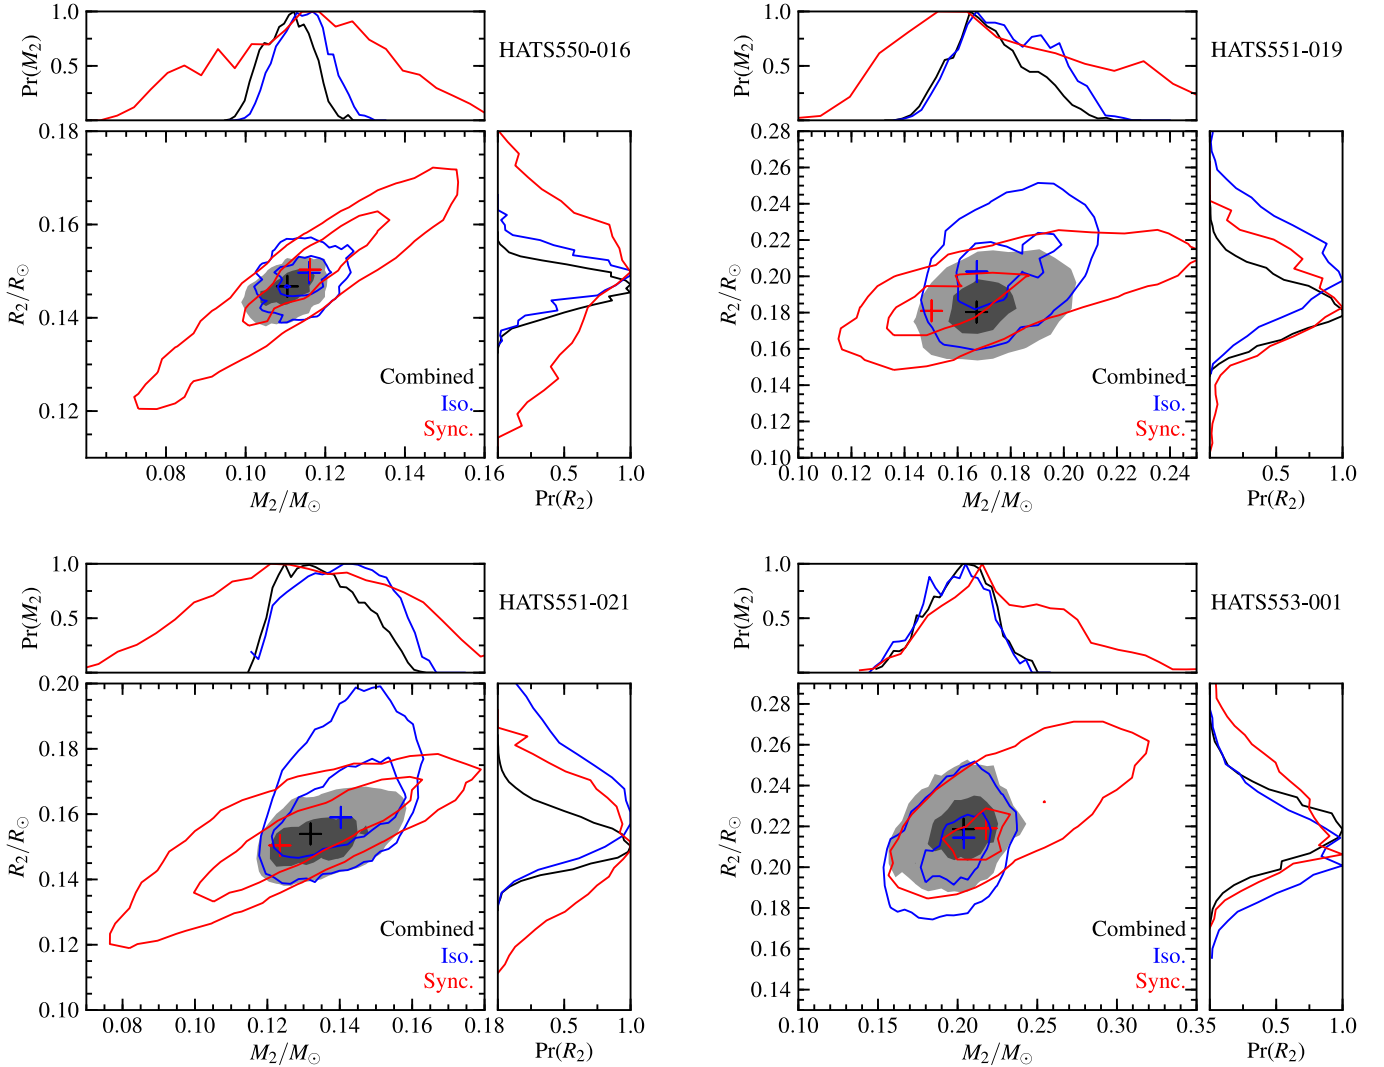 1.0
0.5
Pr(M₂)
HATS550-016
0.18
0.16
0.14
0.12
R₂/R☉
Combined
Iso.
Sync.
0.08 0.10 0.12 0.14 0.16
M₂/M☉
0.5 1.0
Pr(R₂)
1.0
0.5
Pr(M₂)
HATS551-019
0.28
0.26
0.24
0.22
0.20
0.18
0.16
0.14
0.12
0.10
R₂/R☉
Combined
Iso.
Sync.
0.10 0.12 0.14 0.16 0.18 0.20 0.22 0.24
M₂/M☉
0.5 1.0
Pr(R₂)
1.0
0.5
Pr(M₂)
HATS551-021
0.20
0.18
0.16
0.14
0.12
0.10
R₂/R☉
Combined
Iso.
Sync.
0.08 0.10 0.12 0.14 0.16 0.18
M₂/M☉
0.5 1.0
Pr(R₂)
1.0
0.5
Pr(M₂)
HATS553-001
0.28
0.26
0.24
0.22
0.20
0.18
0.16
0.14
R₂/R☉
Combined
Iso.
Sync.
0.10 0.15 0.20 0.25 0.30 0.35
M₂/M☉
0.5 1.0
Pr(R₂)